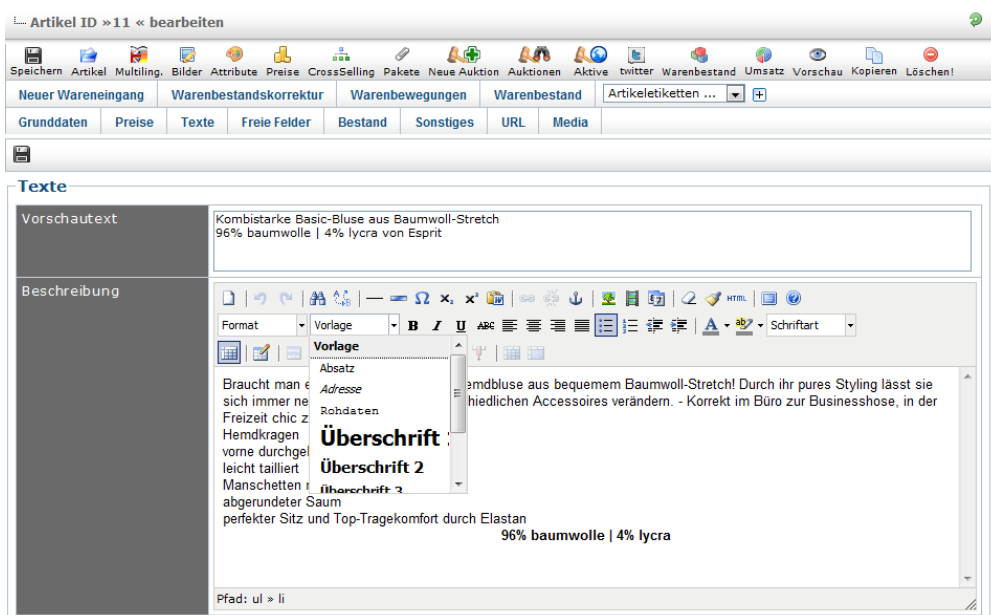 Artikel ID »11 « bearbeiten
Speichern Artikel Multiling. Bilder Attribute Preise CrossSelling Pakete Neue Auktion Auktionen Aktive twitter Warenbestand Umsatz Vorschau Kopieren Löschen!
Neuer Wareneingang Warenbestandskorrektur Warenbewegungen Warenbestand Artikeletiketten ...
Grunddaten Preise Texte Freie Felder Bestand Sonstiges URL Media
Texte
Vorschautext
Kombistarke Basic-Bluse aus Baumwoll-Stretch
96% baumwolle | 4% lycra von Esprit
Beschreibung
HTML
Format Vorlage B I U ABC A ab Schriftart
Vorlage
Absatz
Adresse
Rohdaten
Überschrift
Überschrift 2
Überschrift 3
Braucht man emdbluse aus bequemem Baumwoll-Stretch! Durch ihr pures Styling lässt sie
sich immer ne hiedlichen Accessoires verändern. - Korrekt im Büro zur Businesshose, in der
Freizeit chic z
Hemdkragen
vorne durchgel
leicht tailliert
Manschetten
abgerundeter Saum
perfekter Sitz und Top-Tragekomfort durch Elastan
96% baumwolle | 4% lycra
Pfad: ul » li